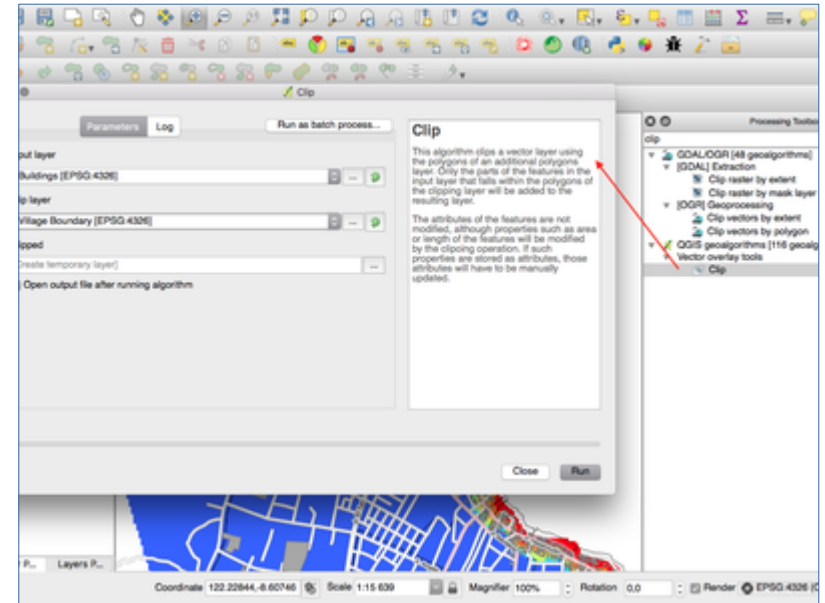 Clip
Parameters
Log
Run as batch process...
put layer
Buildings [EPSG:4326]
ip layer
Village Boundary [EPSG:4326]
ipped
Create temporary layer]
Open output file after running algorithm
Clip
This algorithm clips a vector layer using
the polygons of an additional polygons
layer. Only the parts of the features in the
input layer that falls within the polygons of
the clipping layer will be added to the
resulting layer.
The attributes of the features are not
modified, although properties such as area
or length of the features will be modified
by the clipping operation. If such
properties are stored as attributes, those
attributes will have to be manually
updated.
Close
Run
Processing Toolbo
clip
GDAL/OGR [48 geoalgorithms]
[GDAL] Extraction
Clip raster by extent
Clip raster by mask layer
[OGR] Geoprocessing
Clip vectors by extent
Clip vectors by polygon
QGIS geoalgorithms [116 geoalg
Vector overlay tools
Clip
P...
Layers P...
Coordinate 122.22844,-8.60746 Scale 1:15 639 Magnifier 100% Rotation 0,0 Render EPSG:4326 (O